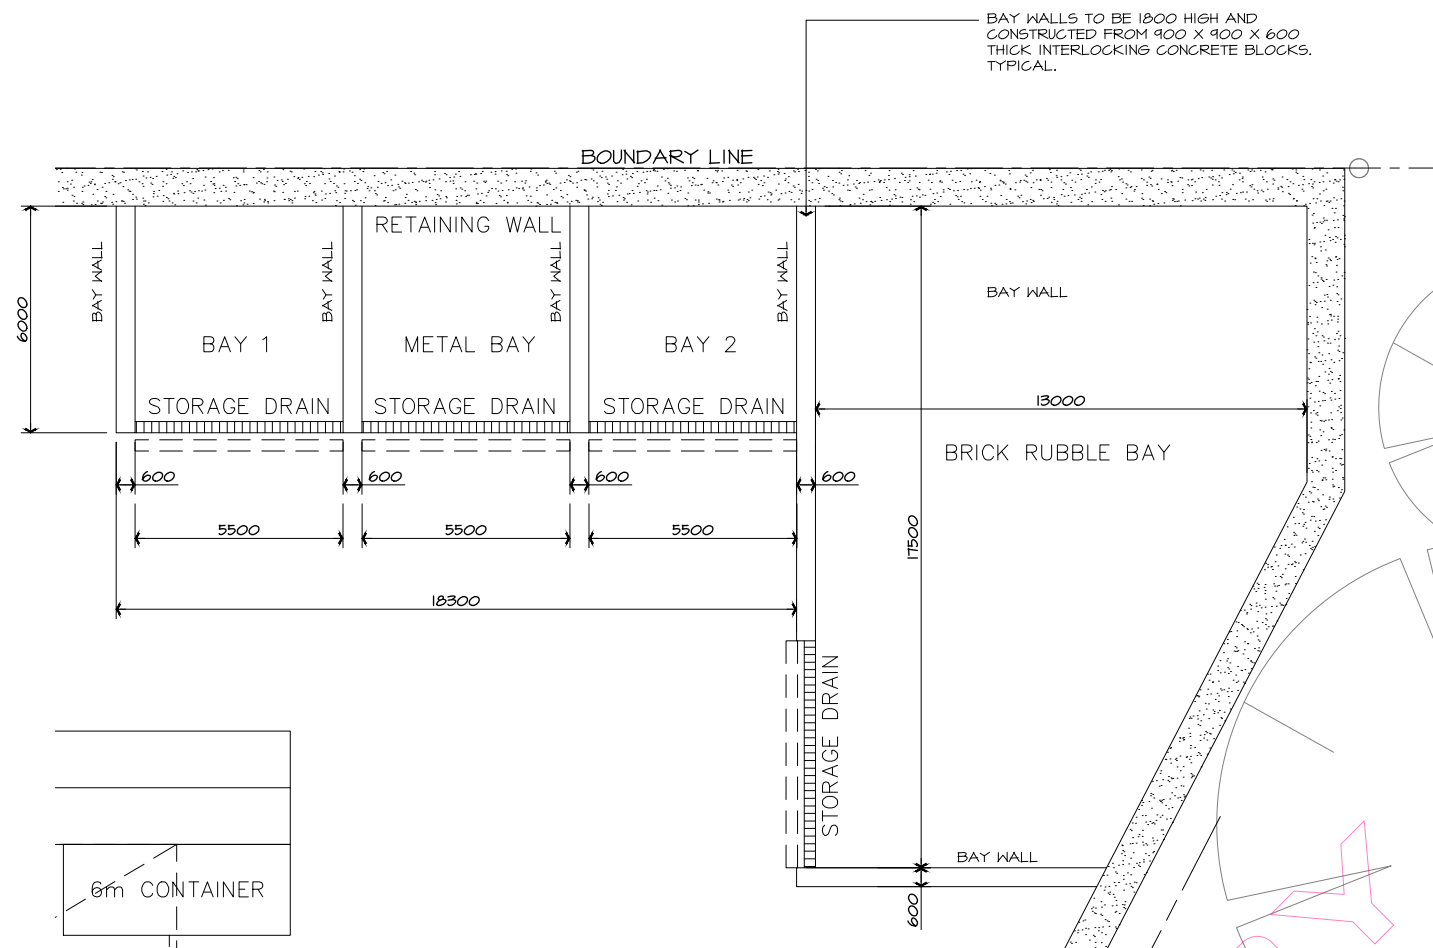 BAY WALLS TO BE 1800 HIGH AND
CONSTRUCTED FROM 900 X 900 X 600
THICK INTERLOCKING CONCRETE BLOCKS.
TYPICAL.
BOUNDARY LINE
RETAINING WALL
BAY WALL
BAY WALL
BAY WALL
BAY WALL
BAY WALL
6000
BAY 1
METAL BAY
BAY 2
STORAGE DRAIN
STORAGE DRAIN
STORAGE DRAIN
13000
BRICK RUBBLE BAY
600
600
600
600
5500
5500
5500
17500
18300
STORAGE DRAIN
BAY WALL
6m CONTAINER
600